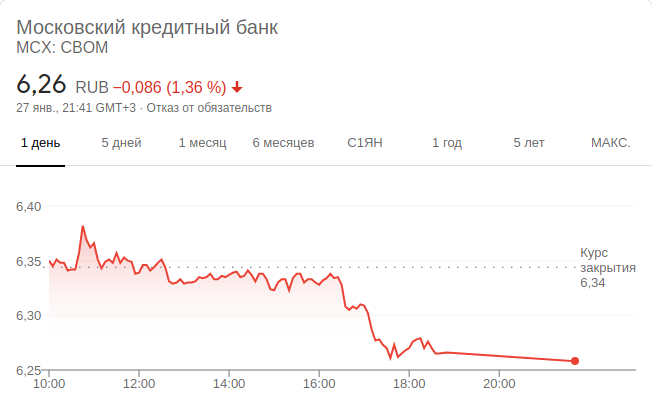 Московский кредитный банк
MCX: CBOM
6,26 RUB −0,086 (1,36 %)
27 янв., 21:41 GMT+3 · Отказ от обязательств
1 день 5 дней 1 месяц 6 месяцев С1ЯН 1 год 5 лет МАКС.
6,40
6,35
6,30
6,25
Курс
закрытия
6,34
10:00 12:00 14:00 16:00 18:00 20:00